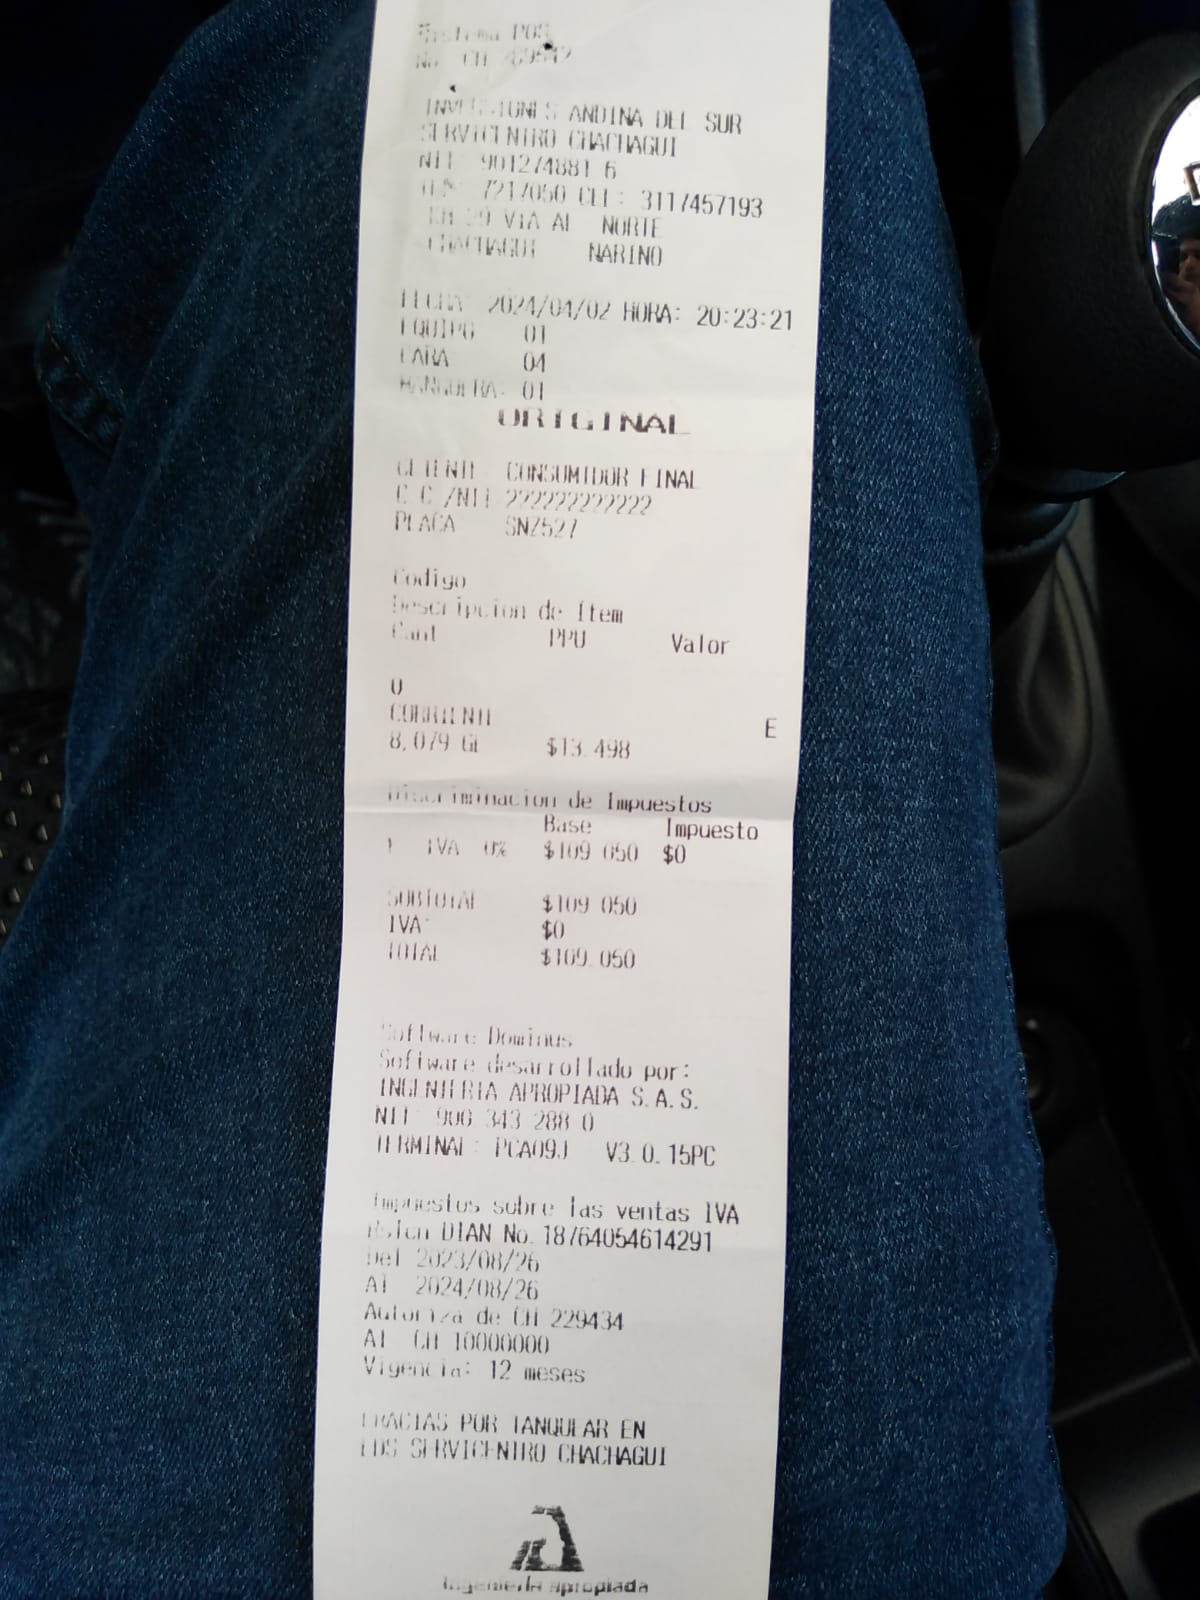 Sistema POS
No. CH
INVERSIONES ANDINA DEL SUR
SERVICENTRO CHACHAGUI
NIT: 901274881 6
7217050 CEL: 3117457193
KM 29 VIA AL NORTE
CHACHAGUI NARINO
FECHA: 2024/04/02 HORA: 20:23:21
EQUIPO 01
CARA 04
MANGUERA: 01
ORIGINAL
CLIENTE CONSUMIDOR FINAL
C.C./NIT 222222222222
PLACA SNZ527
Codigo
Descripcion de Item
Cant PPU Valor
0
CORRIENTE E
8,079 GL $13.498
Discriminacion de Impuestos
Base Impuesto
IVA 0% $109.050 $0
SUBTOTAL $109.050
IVA $0
TOTAL $109.050
Software Dominus
Software desarrollado por:
INGENIERIA APROPIADA S.A.S.
NIT 900 343 288 0
TERMINAL: PCA09J V3.0.15PC
Impuestos sobre las ventas IVA
DIAN No. 18764054614291
Del 2023/08/26
Al 2024/08/26
Autoriza de CH 229434
Al CH 10000000
Vigencia: 12 meses
GRACIAS POR TANQUEAR EN
EDS SERVICENTRO CHACHAGUI
Ingeniería apropiada